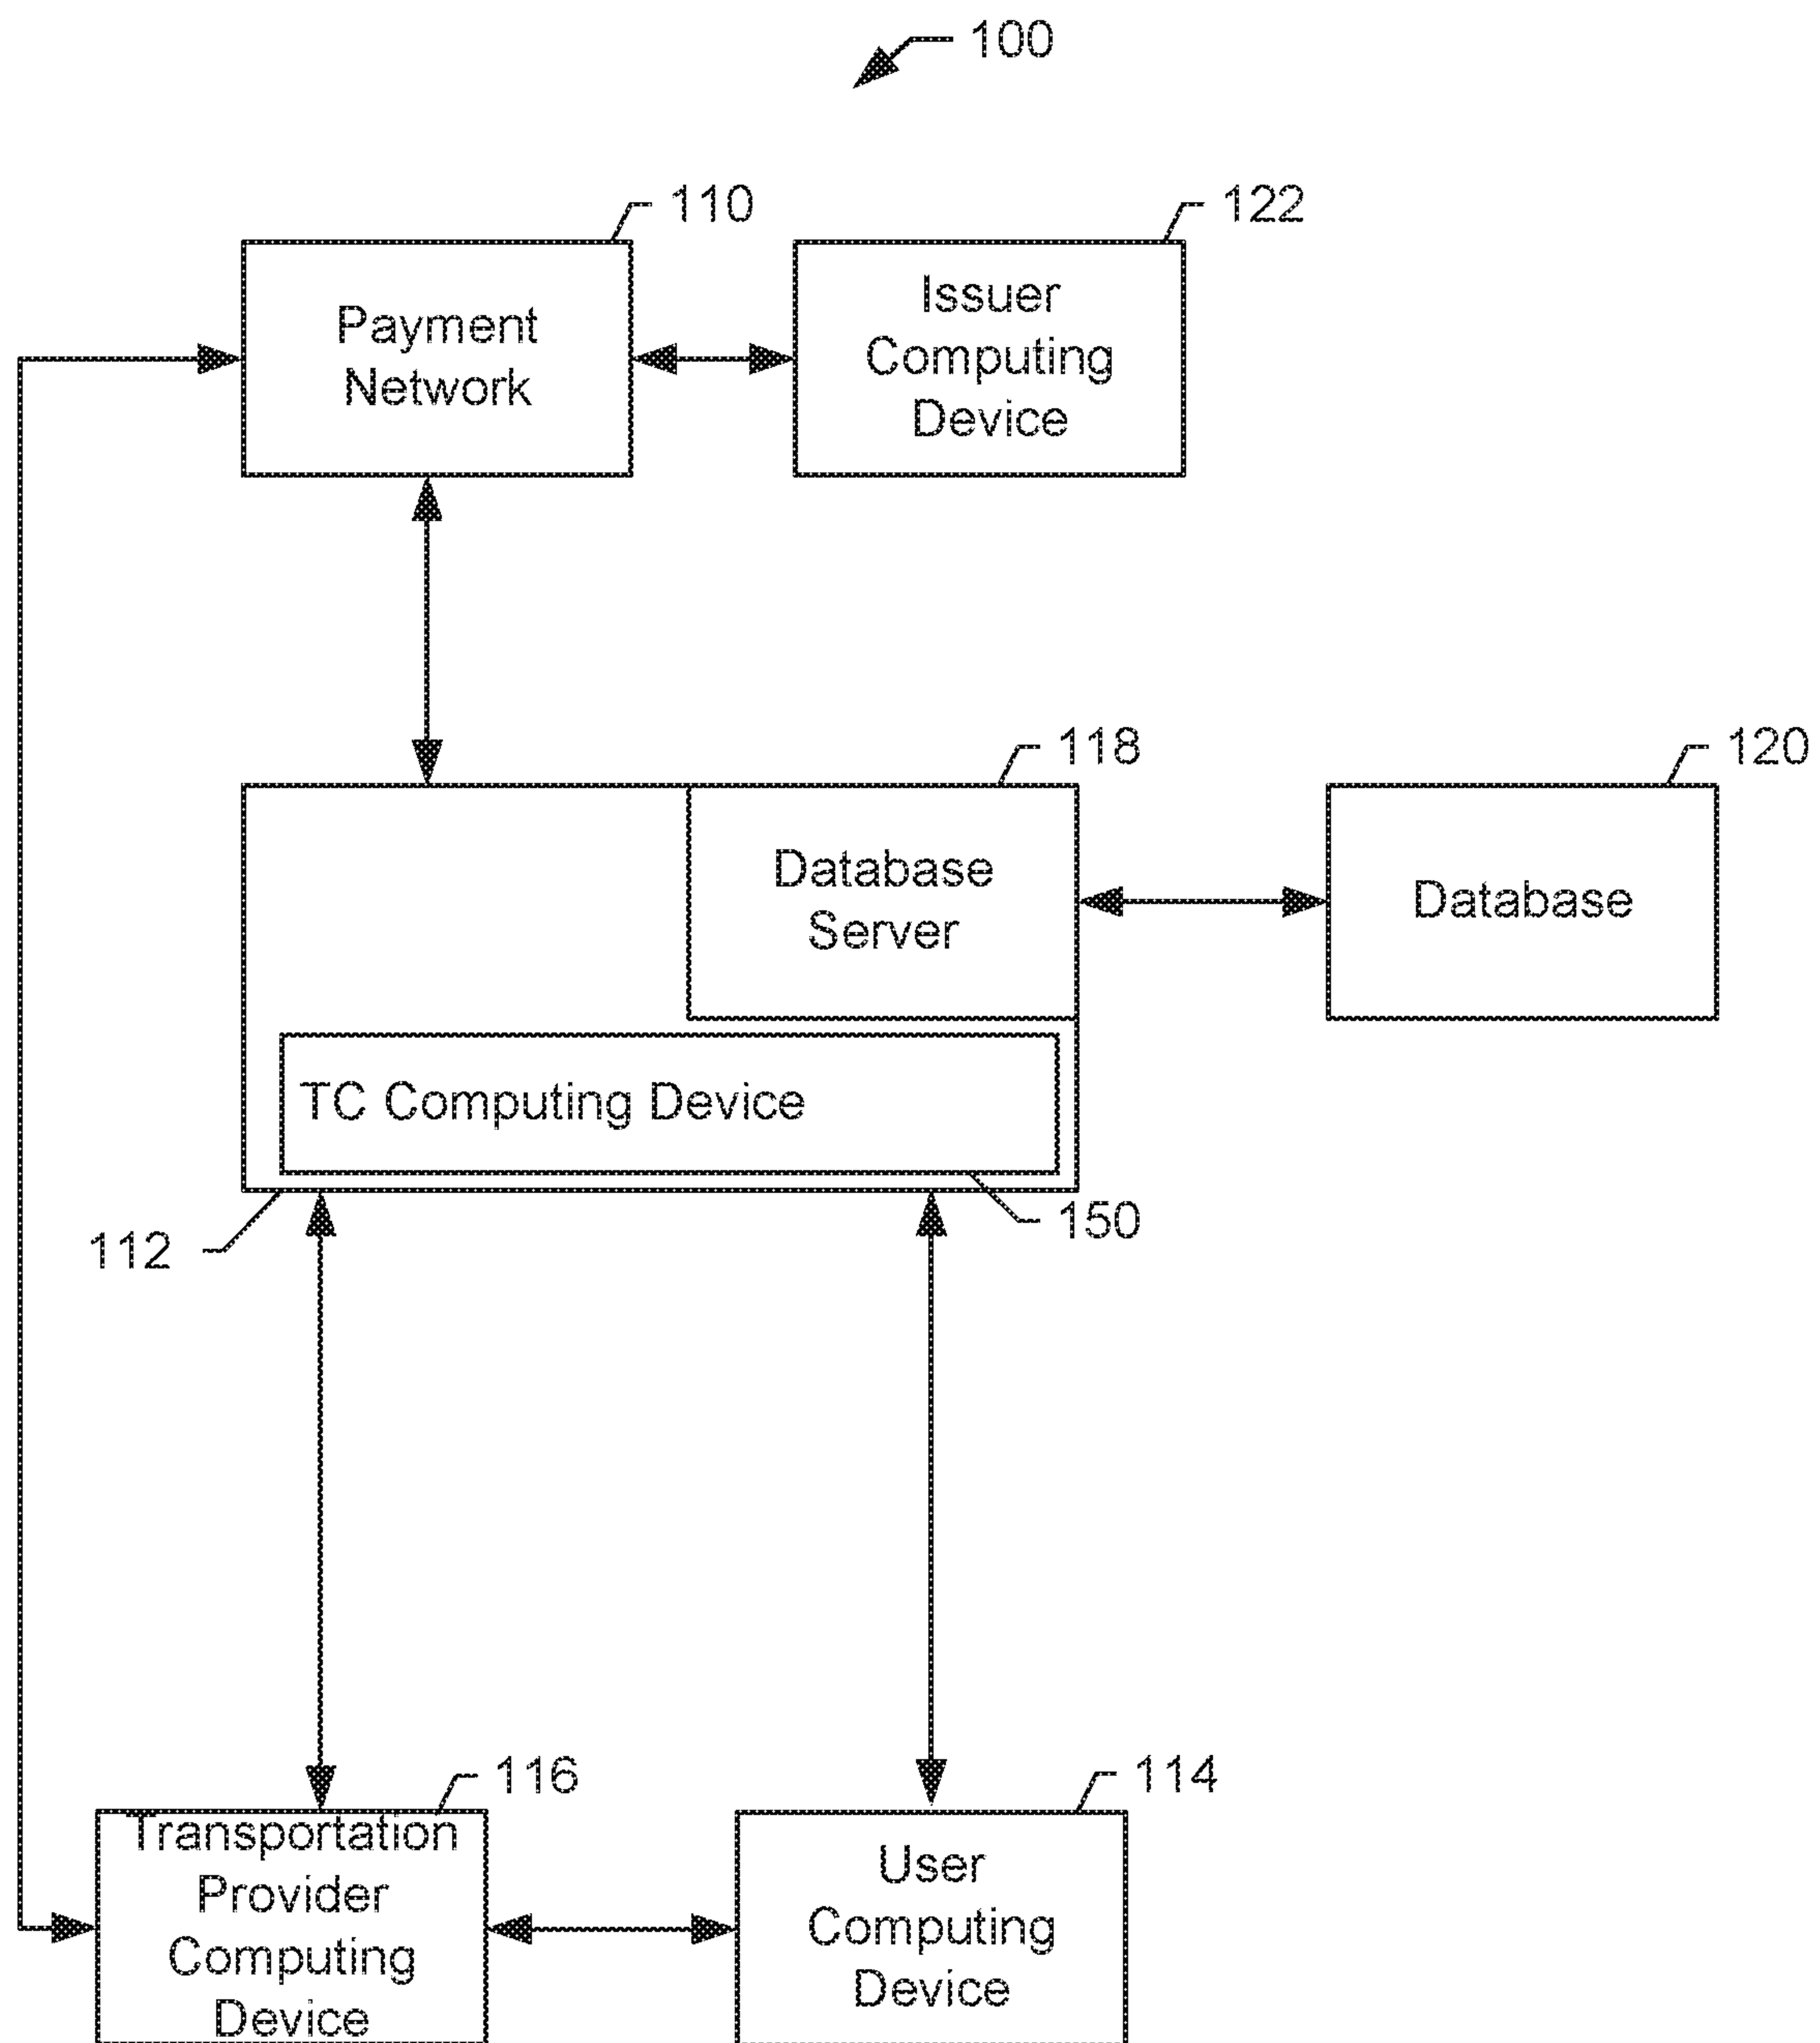 100
110
122
Payment
Network
Issuer
Computing
Device
118
120
Database
Server
Database
TC Computing Device
150
112
116
114
Transportation
Provider
Computing
Device
User
Computing
Device